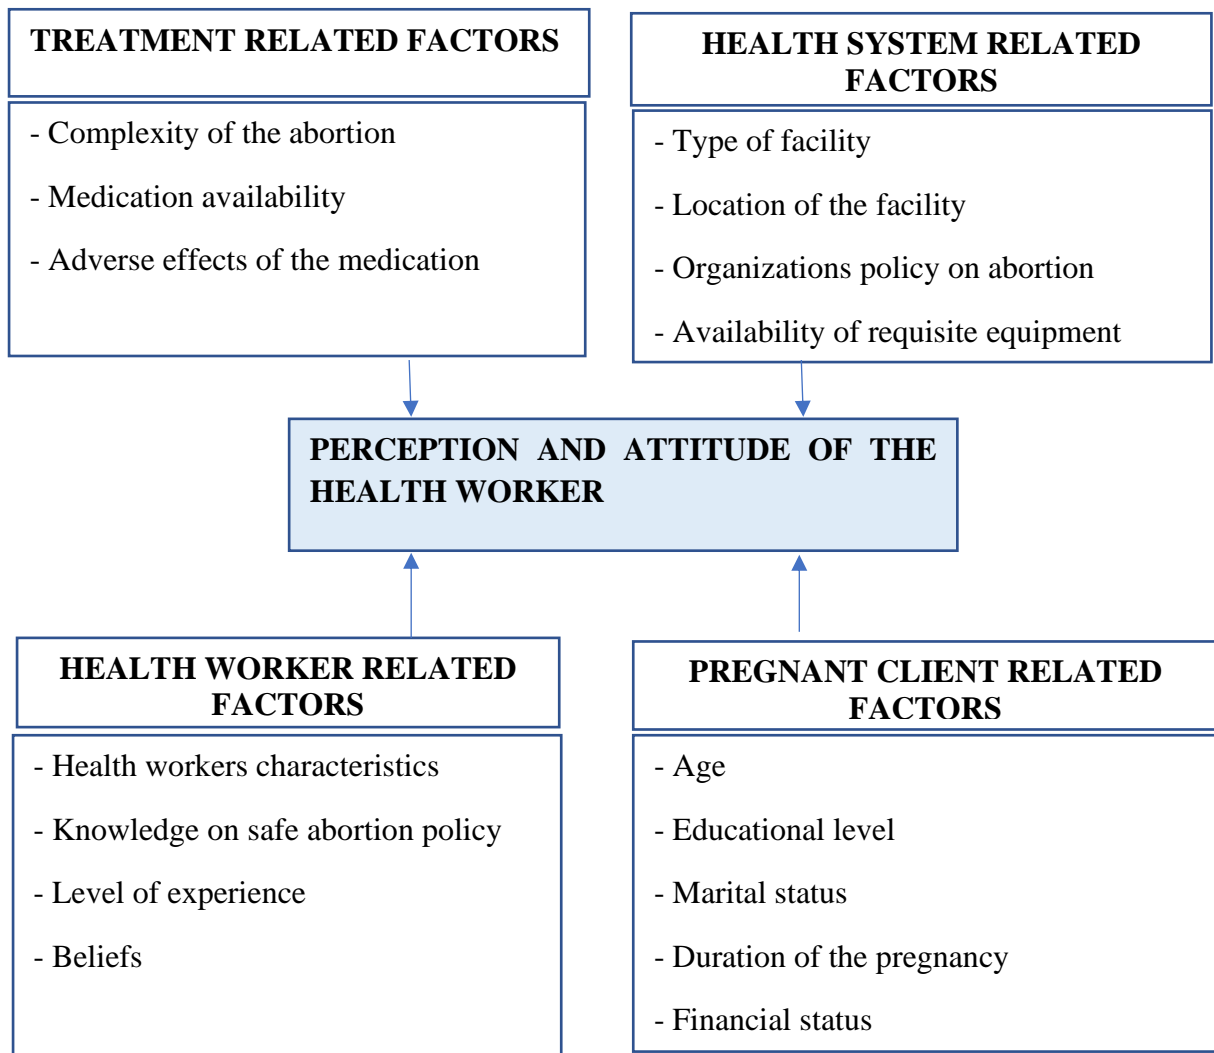 TREATMENT RELATED FACTORS
- Complexity of the abortion
- Medication availability
- Adverse effects of the medication
HEALTH SYSTEM RELATED
FACTORS
- Type of facility
- Location of the facility
- Organizations policy on abortion
- Availability of requisite equipment
PERCEPTION AND ATTITUDE OF THE
HEALTH WORKER
HEALTH WORKER RELATED
FACTORS
- Health workers characteristics
- Knowledge on safe abortion policy
- Level of experience
- Beliefs
PREGNANT CLIENT RELATED
FACTORS
- Age
- Educational level
- Marital status
- Duration of the pregnancy
- Financial status